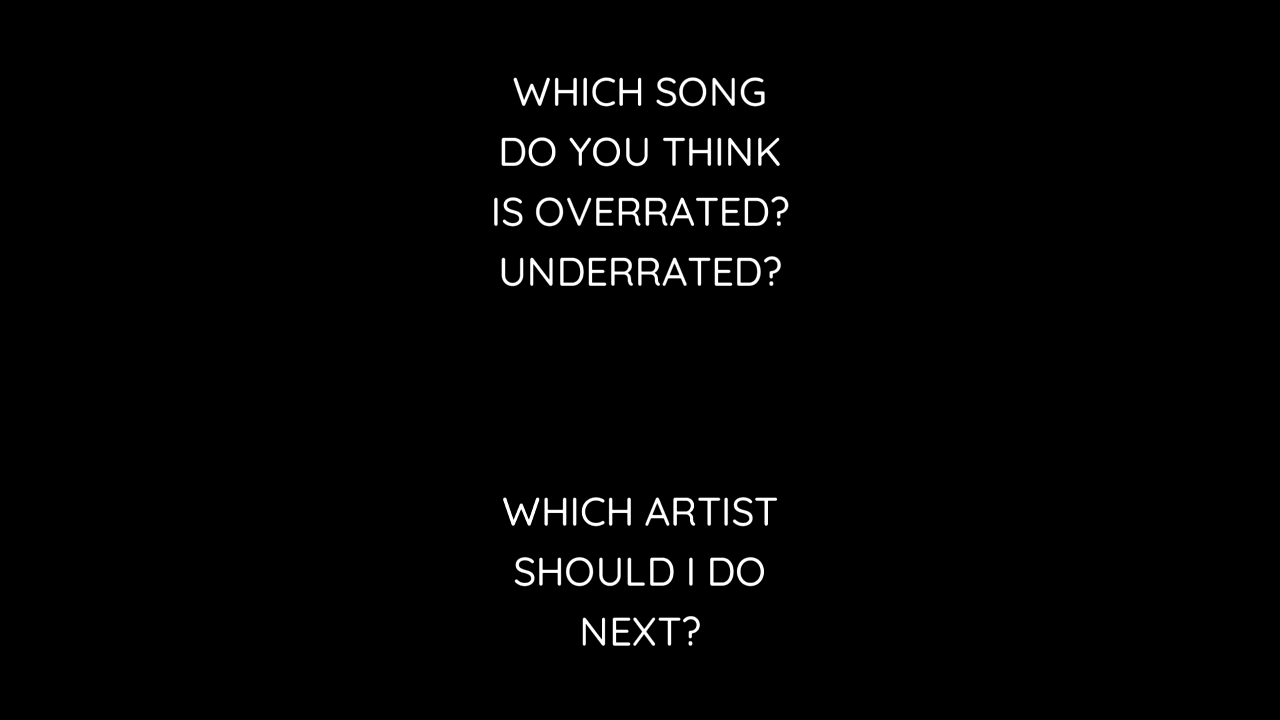 WHICH SONG
DO YOU THINK
IS OVERRATED?
UNDERRATED?
WHICH ARTIST
SHOULD I DO
NEXT?